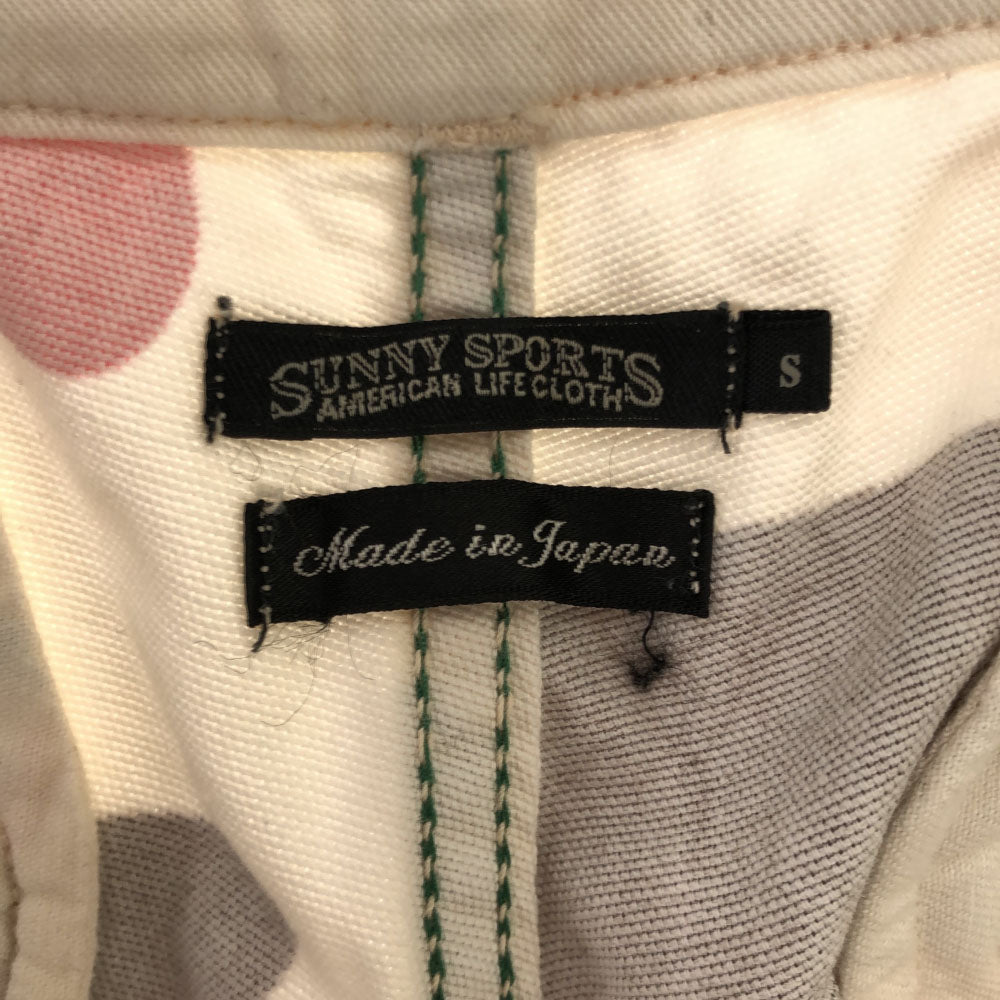 SUNNY SPORTS
AMERICAN LIFE CLOTH
S
Made in Japan